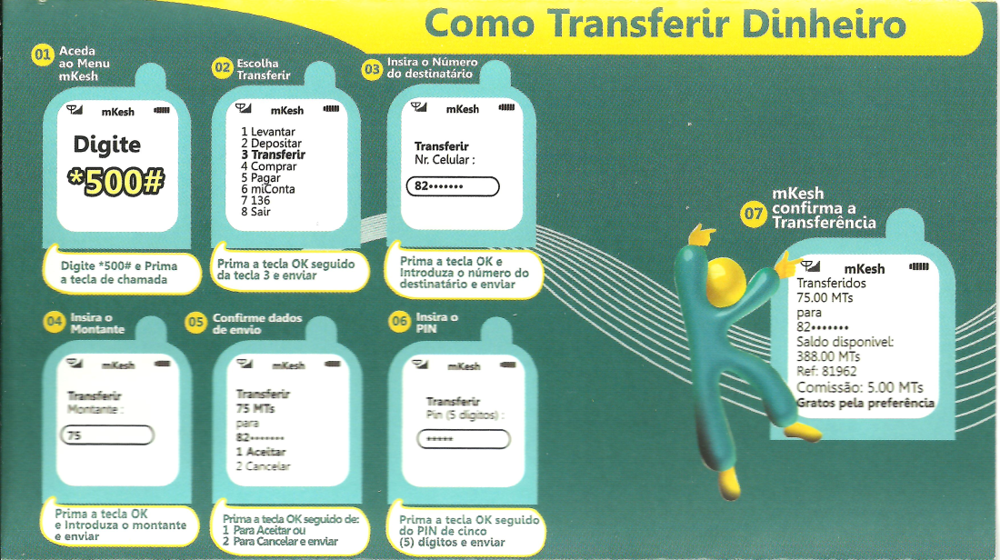 Como Transferir Dinheiro
01 Aceda
ao Menu
mKesh
mKesh
Digite
*500#
Digite *500# e Prima
a tecla de chamada
02 Escolha
Transferir
mKesh
1 Levantar
2 Depositar
3 Transferir
4 Comprar
5 Pagar
6 miConta
7 136
8 Sair
Prima a tecla OK seguido
da tecla 3 e enviar
03 Insira o Número
do destinatário
mKesh
Transferir
Nr. Celular :
82•••••••
Prima a tecla OK e
Introduza o número do
destinatário e enviar
04 Insira o
Montante
mKesh
Transferir
Montante :
75
Prima a tecla OK
e Introduza o montante
e enviar
05 Confirme dados
de envio
mKesh
Transferir
75 MTs
para
82•••••••
1 Aceitar
2 Cancelar
Prima a tecla OK seguido de:
1 Para Aceitar ou
2 Para Cancelar e enviar
06 Insira o
PIN
mKesh
Transferir
Pin (5 digitos) :
*****
Prima a tecla OK seguido
do PIN de cinco
(5) dígitos e enviar
07 mKesh
confirma a
Transferência
mKesh
Transferidos
75.00 MTs
para
82•••••••
Saldo disponivel:
388.00 MTs
Ref: 81962
Comissão: 5.00 MTs
Gratos pela preferência